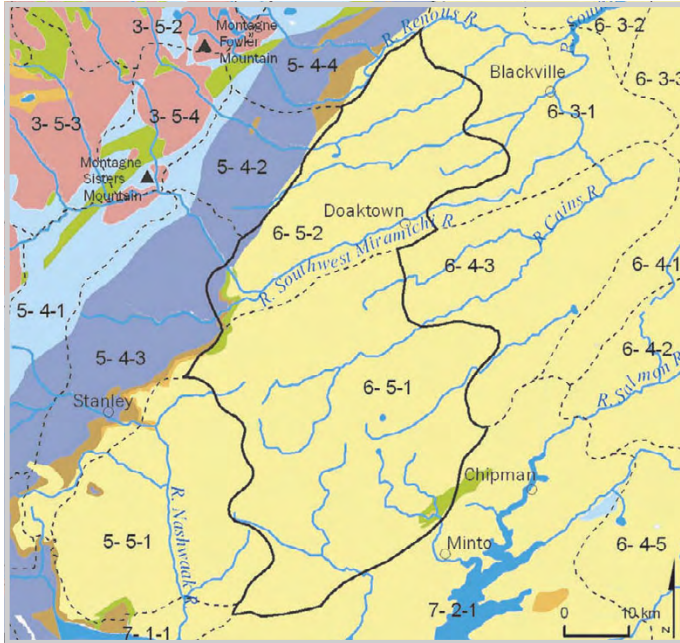 3- 5-2
Montagne
Fowler
Mountain
R. Renous R.
6- 3-2
5- 4-4
Blackville
6- 3-3
3- 5-3
3- 5-4
6- 3-1
Montagne
Sisters
Mountain
5- 4-2
Doaktown
R. Cains R.
6- 5-2
R. Southwest Miramichi R
6- 4-3
6- 4-1
5- 4-1
5- 4-3
6- 4-2
6- 5-1
R. Salmon R.
Stanley
Chipman
R. Nashwaak R.
5- 5-1
Minto
6- 4-5
7- 2-1
7- 1-1
0 10 km
N